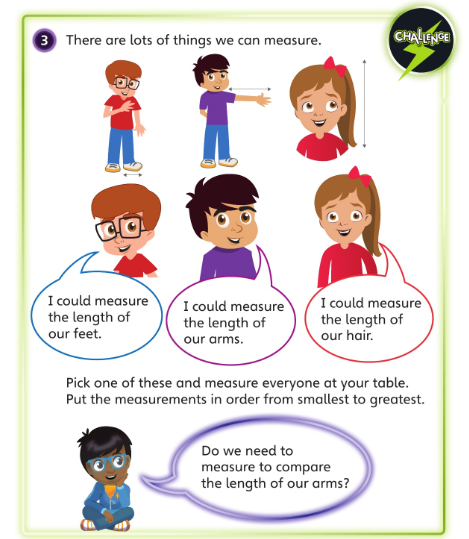 CHALLENGE
3 There are lots of things we can measure.
I could measure
the length of
our feet.
I could measure
the length of
our arms.
I could measure
the length of
our hair.
Pick one of these and measure everyone at your table.
Put the measurements in order from smallest to greatest.
Do we need to
measure to compare
the length of our arms?